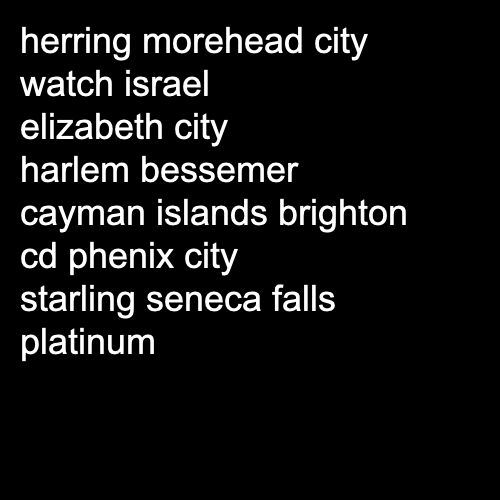 herring morehead city
watch israel
elizabeth city
harlem bessemer
cayman islands brighton
cd phenix city
starling seneca falls
platinum